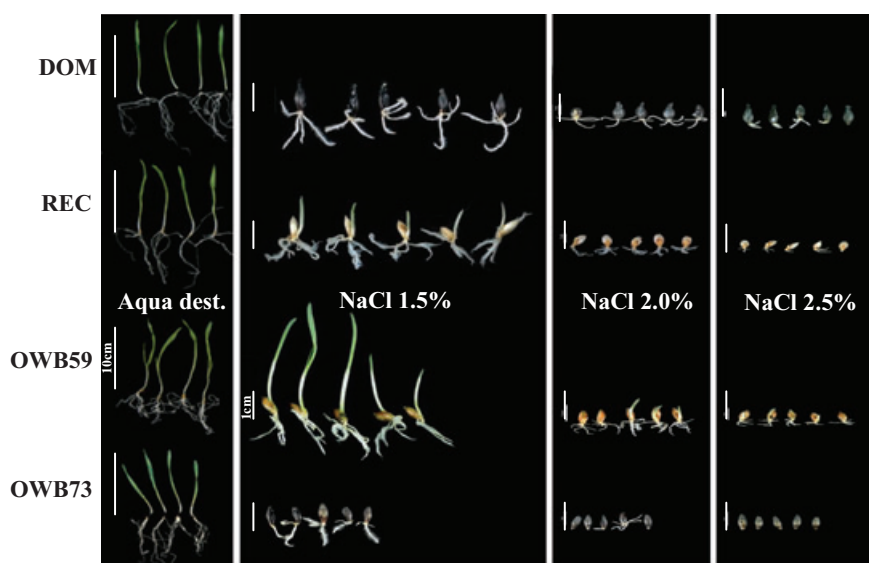 DOM
REC
Aqua dest.
NaCl 1.5%
NaCl 2.0%
NaCl 2.5%
OWB59
10cm
1cm
OWB73